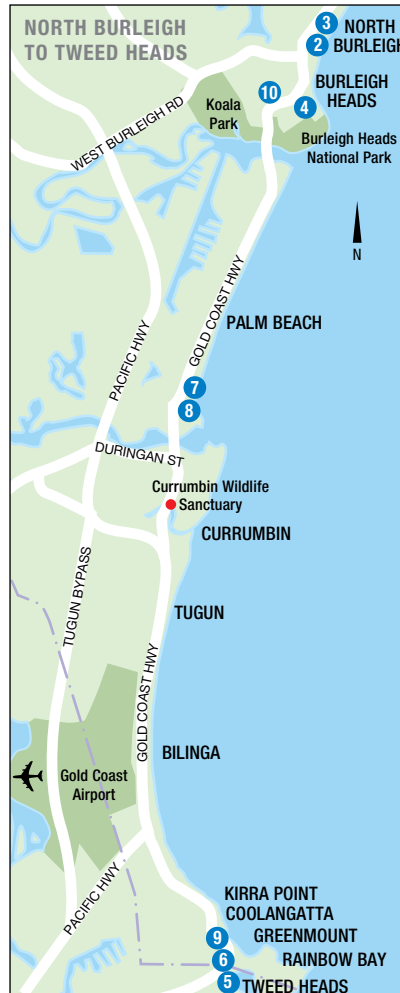 NORTH BURLEIGH
TO TWEED HEADS
3 NORTH
2 BURLEIGH
BURLEIGH
HEADS
10
4
Koala
Park
WEST BURLEIGH RD
Burleigh Heads
National Park
N
GOLD COAST HWY
PALM BEACH
PACIFIC HWY
7
8
DURINGAN ST
Currumbin Wildlife
Sanctuary
CURRUMBIN
TUGUN BYPASS
TUGUN
GOLD COAST HWY
BILINGA
Gold Coast
Airport
PACIFIC HWY
KIRRA POINT
COOLANGATTA
9 GREENMOUNT
6 RAINBOW BAY
5 TWEED HEADS